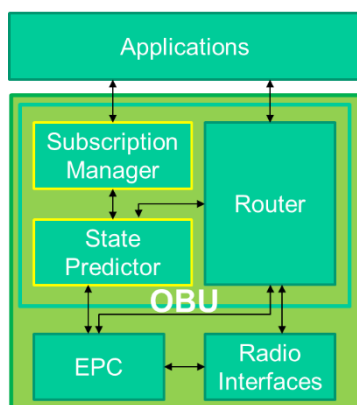 Applications
Subscription
Manager
Router
State
Predictor
OBU
EPC
Radio
Interfaces